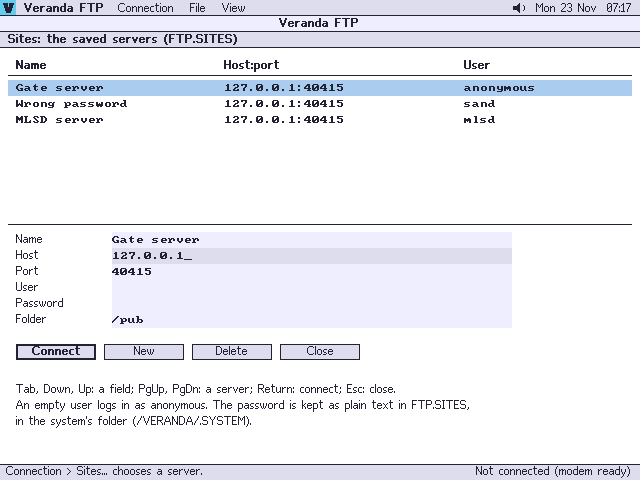 V Veranda FTP Connection File View Mon 23 Nov 07:17
Veranda FTP
Sites: the saved servers (FTP.SITES)
Name Host:port User
Gate server 127.0.0.1:40415 anonymous
Wrong password 127.0.0.1:40415 sand
MLSD server 127.0.0.1:40415 mlsd
Name Gate server
Host 127.0.0.1_
Port 40415
User
Password
Folder /pub
Connect New Delete Close
Tab, Down, Up: a field; PgUp, PgDn: a server; Return: connect; Esc: close.
An empty user logs in as anonymous. The password is kept as plain text in FTP.SITES,
in the system's folder (/VERANDA/.SYSTEM).
Connection > Sites... chooses a server. Not connected (modem ready)